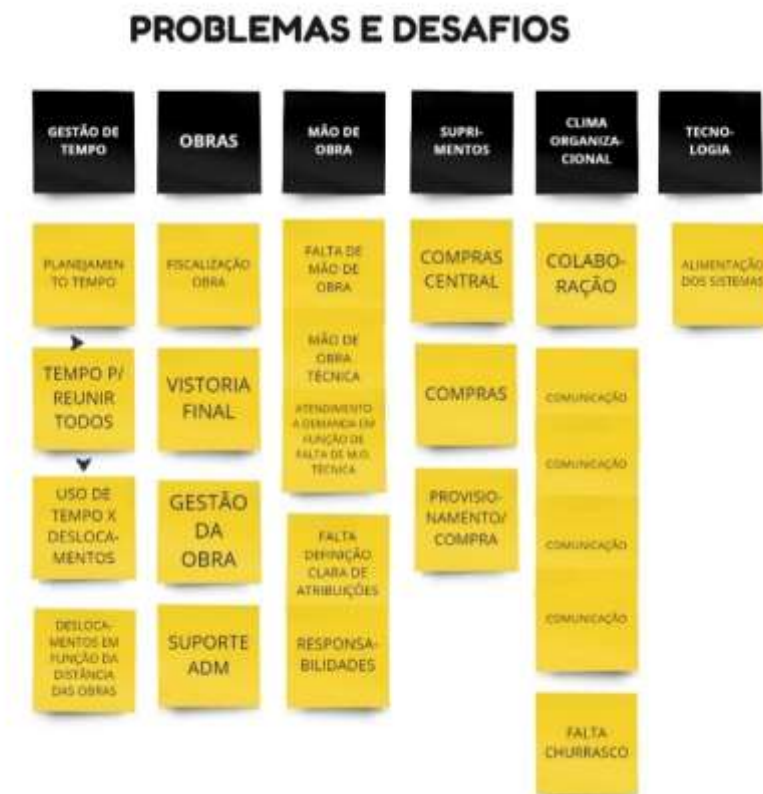 PROBLEMAS E DESAFIOS
GESTÃO DE
TEMPO
OBRAS
MÃO DE
OBRA
SUPRI-
MENTOS
CLIMA
ORGANIZA-
CIONAL
TECNO-
LOGIA
PLANEJAMEN
TO TEMPO
TEMPO P/
REUNIR
TODOS
USO DE
TEMPO X
DESLOCA-
MENTOS
DESLOCA-
MENTOS EM
FUNÇÃO DA
DISTÂNCIA
DAS OBRAS
FISCALIZAÇÃO
OBRA
VISTORIA
FINAL
GESTÃO
DA
OBRA
SUPORTE
ADM
FALTA DE
MÃO DE
OBRA
MÃO DE
OBRA
TÉCNICA
ATENDIMENTO
A DEMANDA EM
FUNÇÃO DE
FALTA DE M.O.
TÉCNICA
FALTA
DEFINIÇÃO
CLARA DE
ATRIBUIÇÕES
RESPONSA-
BILIDADES
COMPRAS
CENTRAL
COMPRAS
PROVISIO-
NAMENTO/
COMPRA
COLABO-
RAÇÃO
COMUNICAÇÃO
COMUNICAÇÃO
COMUNICAÇÃO
COMUNICAÇÃO
FALTA
CHURRASCO
ALIMENTAÇÃO
DOS SISTEMAS